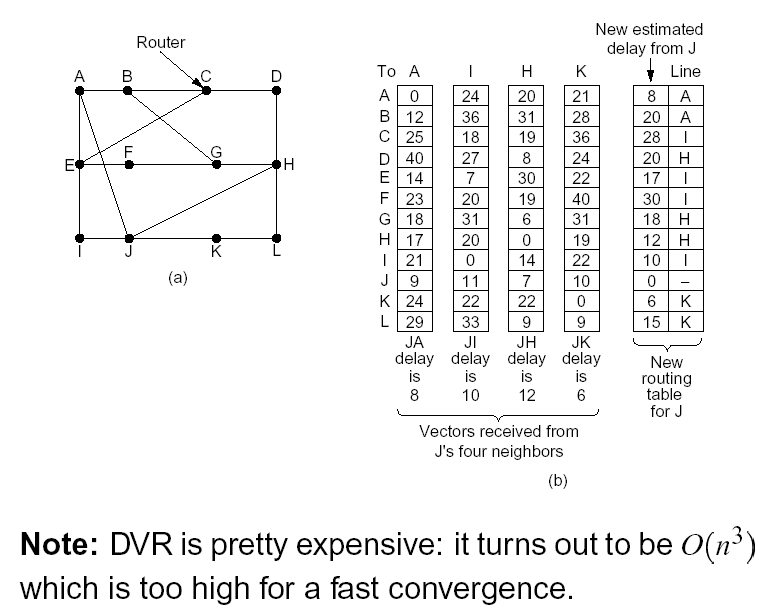 Router
A B C D
E F G H
I J K L
(a)
New estimated
delay from J
To A I H K Line
A 0 24 20 21 8 A
B 12 36 31 28 20 A
C 25 18 19 36 28 I
D 40 27 8 24 20 H
E 14 7 30 22 17 I
F 23 20 19 40 30 I
G 18 31 6 31 18 H
H 17 20 0 19 12 H
I 21 0 14 22 10 I
J 9 11 7 10 0 –
K 24 22 22 0 6 K
L 29 33 9 9 15 K
JA delay is 8
JI delay is 10
JH delay is 12
JK delay is 6
New
routing
table
for J
Vectors received from
J's four neighbors
(b)
Note: DVR is pretty expensive: it turns out to be O(n³)
which is too high for a fast convergence.